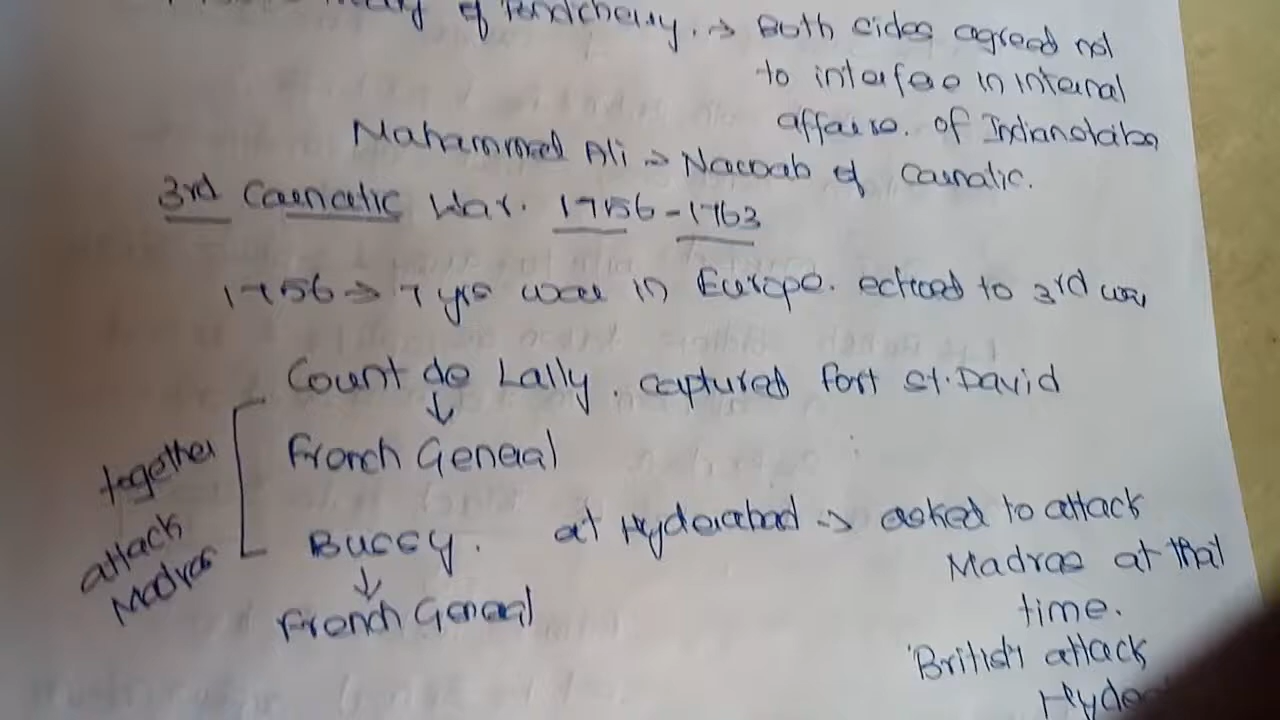 of Pondicherry. → Both sides agreed not
to interfee in internal
affairs. of Indian states
Mahammed Ali → Nawab of Carnatic.
3rd Carnatic War. 1756-1763
1756 → 7 yrs war in Europe. echoed to 3rd war
Count de Lally. captured fort st. David
↓
French General
together
attack
Madras
Bussy. at Hyderabad → asked to attack
Madras at that
time.
↓
French General
British attack